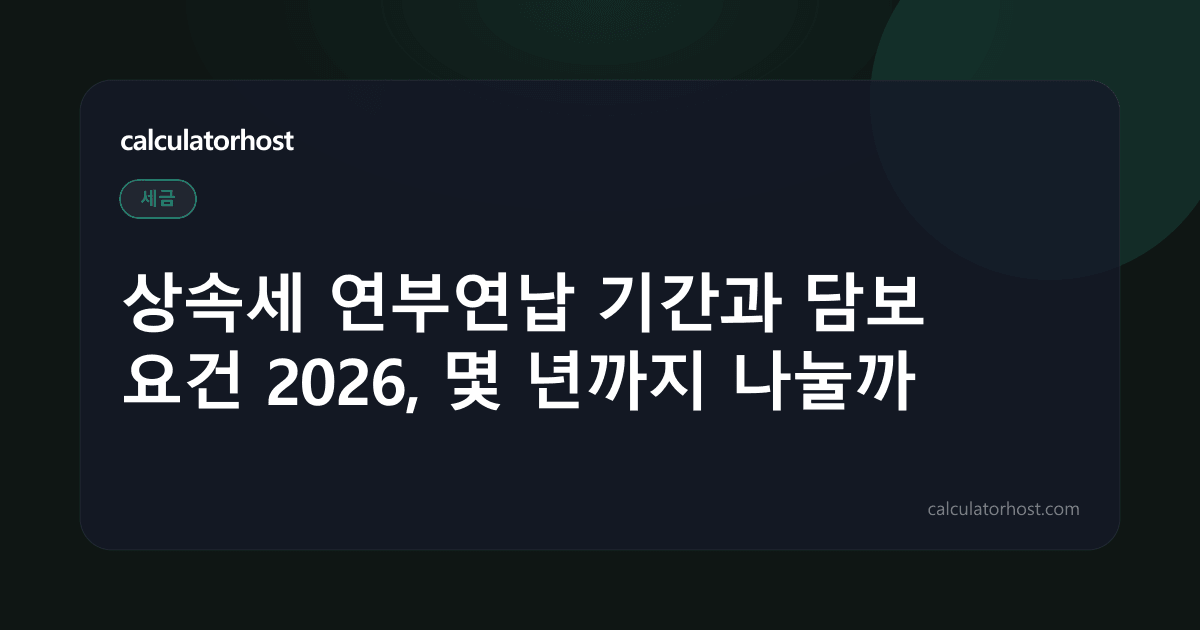 calculatorhost
세금
상속세 연부연납 기간과 담보
요건 2026, 몇 년까지 나눌까
calculatorhost.com